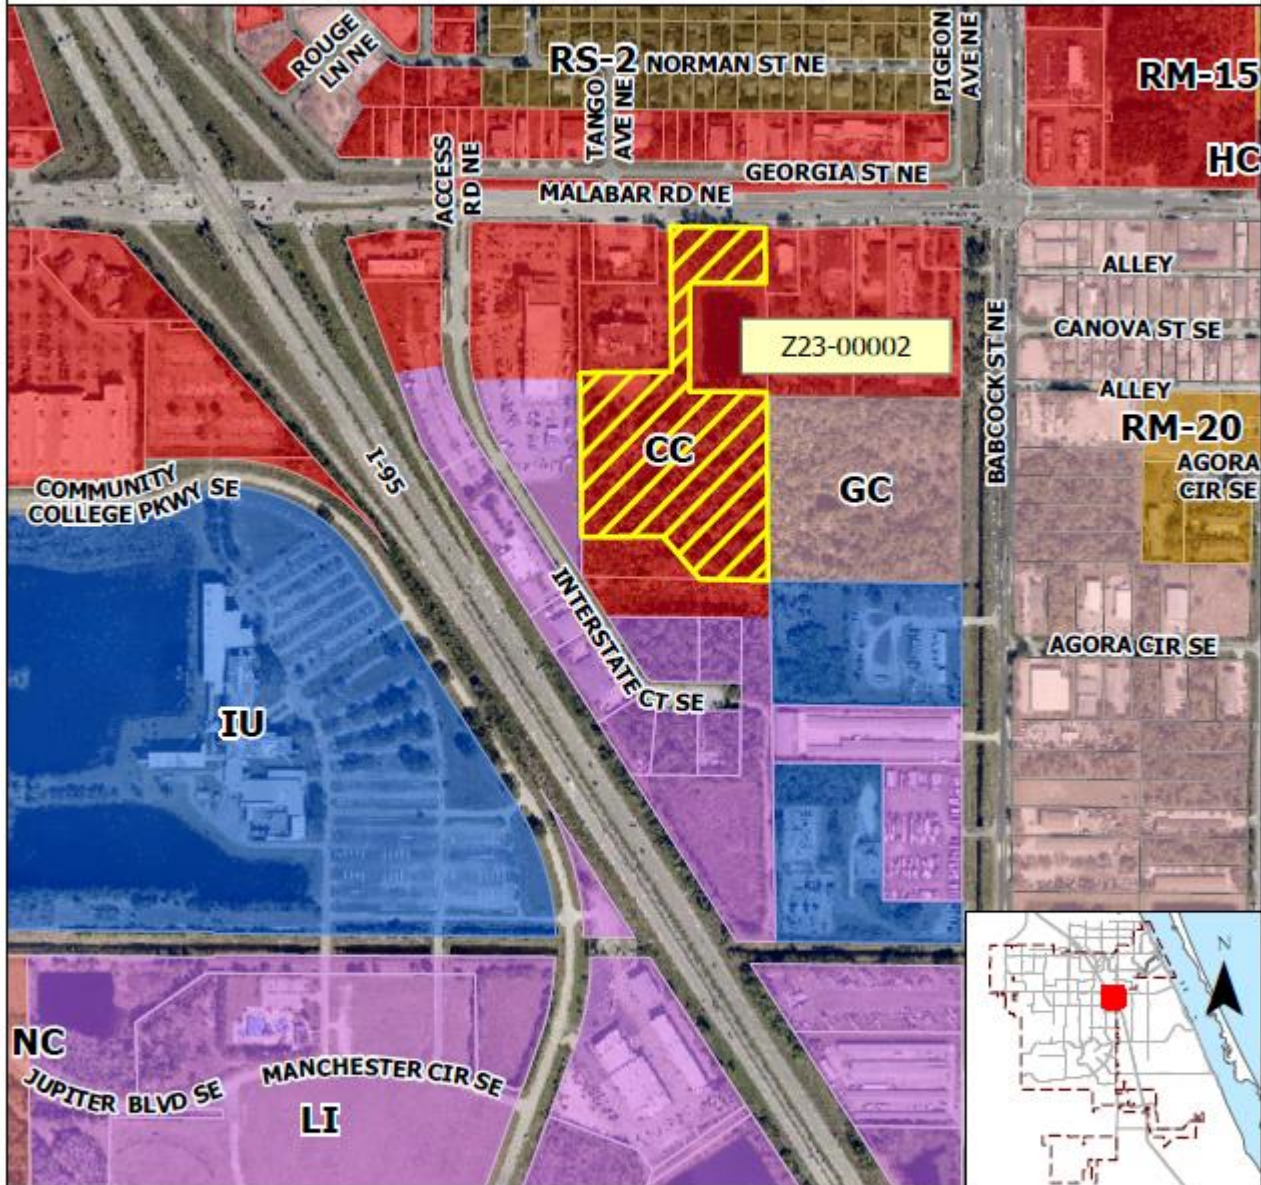 ROUGE
LN NE
RS-2
NORMAN ST NE
PIGEON
AVE NE
RM-15
TANGO
AVE NE
HC
ACCESS
RD NE
GEORGIA ST NE
MALABAR RD NE
ALLEY
Z23-00002
CANOVA ST SE
ALLEY
BABCOCK ST NE
RM-20
CC
I-95
AGORA
CIR SE
COMMUNITY
COLLEGE PKWY SE
GC
INTERSTATE CT SE
AGORA CIR SE
IU
N
NC
JUPITER BLVD SE
MANCHESTER CIR SE
LI